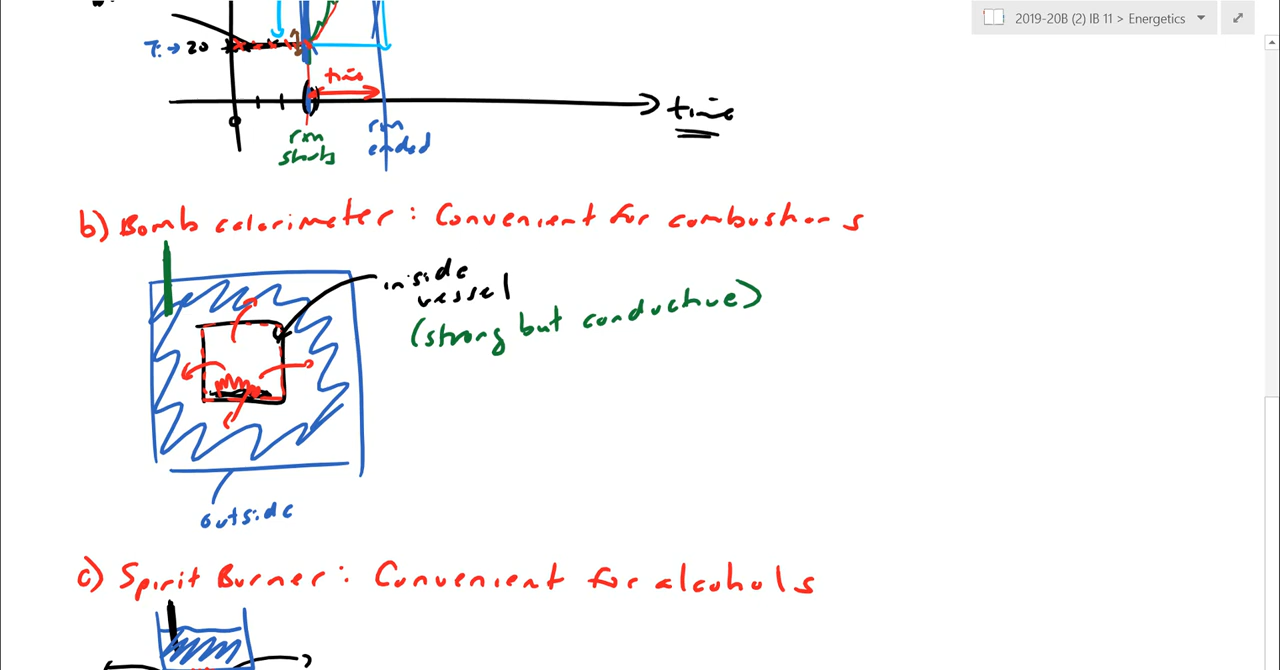 2019-20B (2) IB 11 > Energetics
Ti → 20
time
time
rxn
starts
rxn
ended
b) Bomb calorimeter : Convenient for combustions
inside
vessel
(strong but conductive)
outside
c) Spirit Burner : Convenient for alcohols